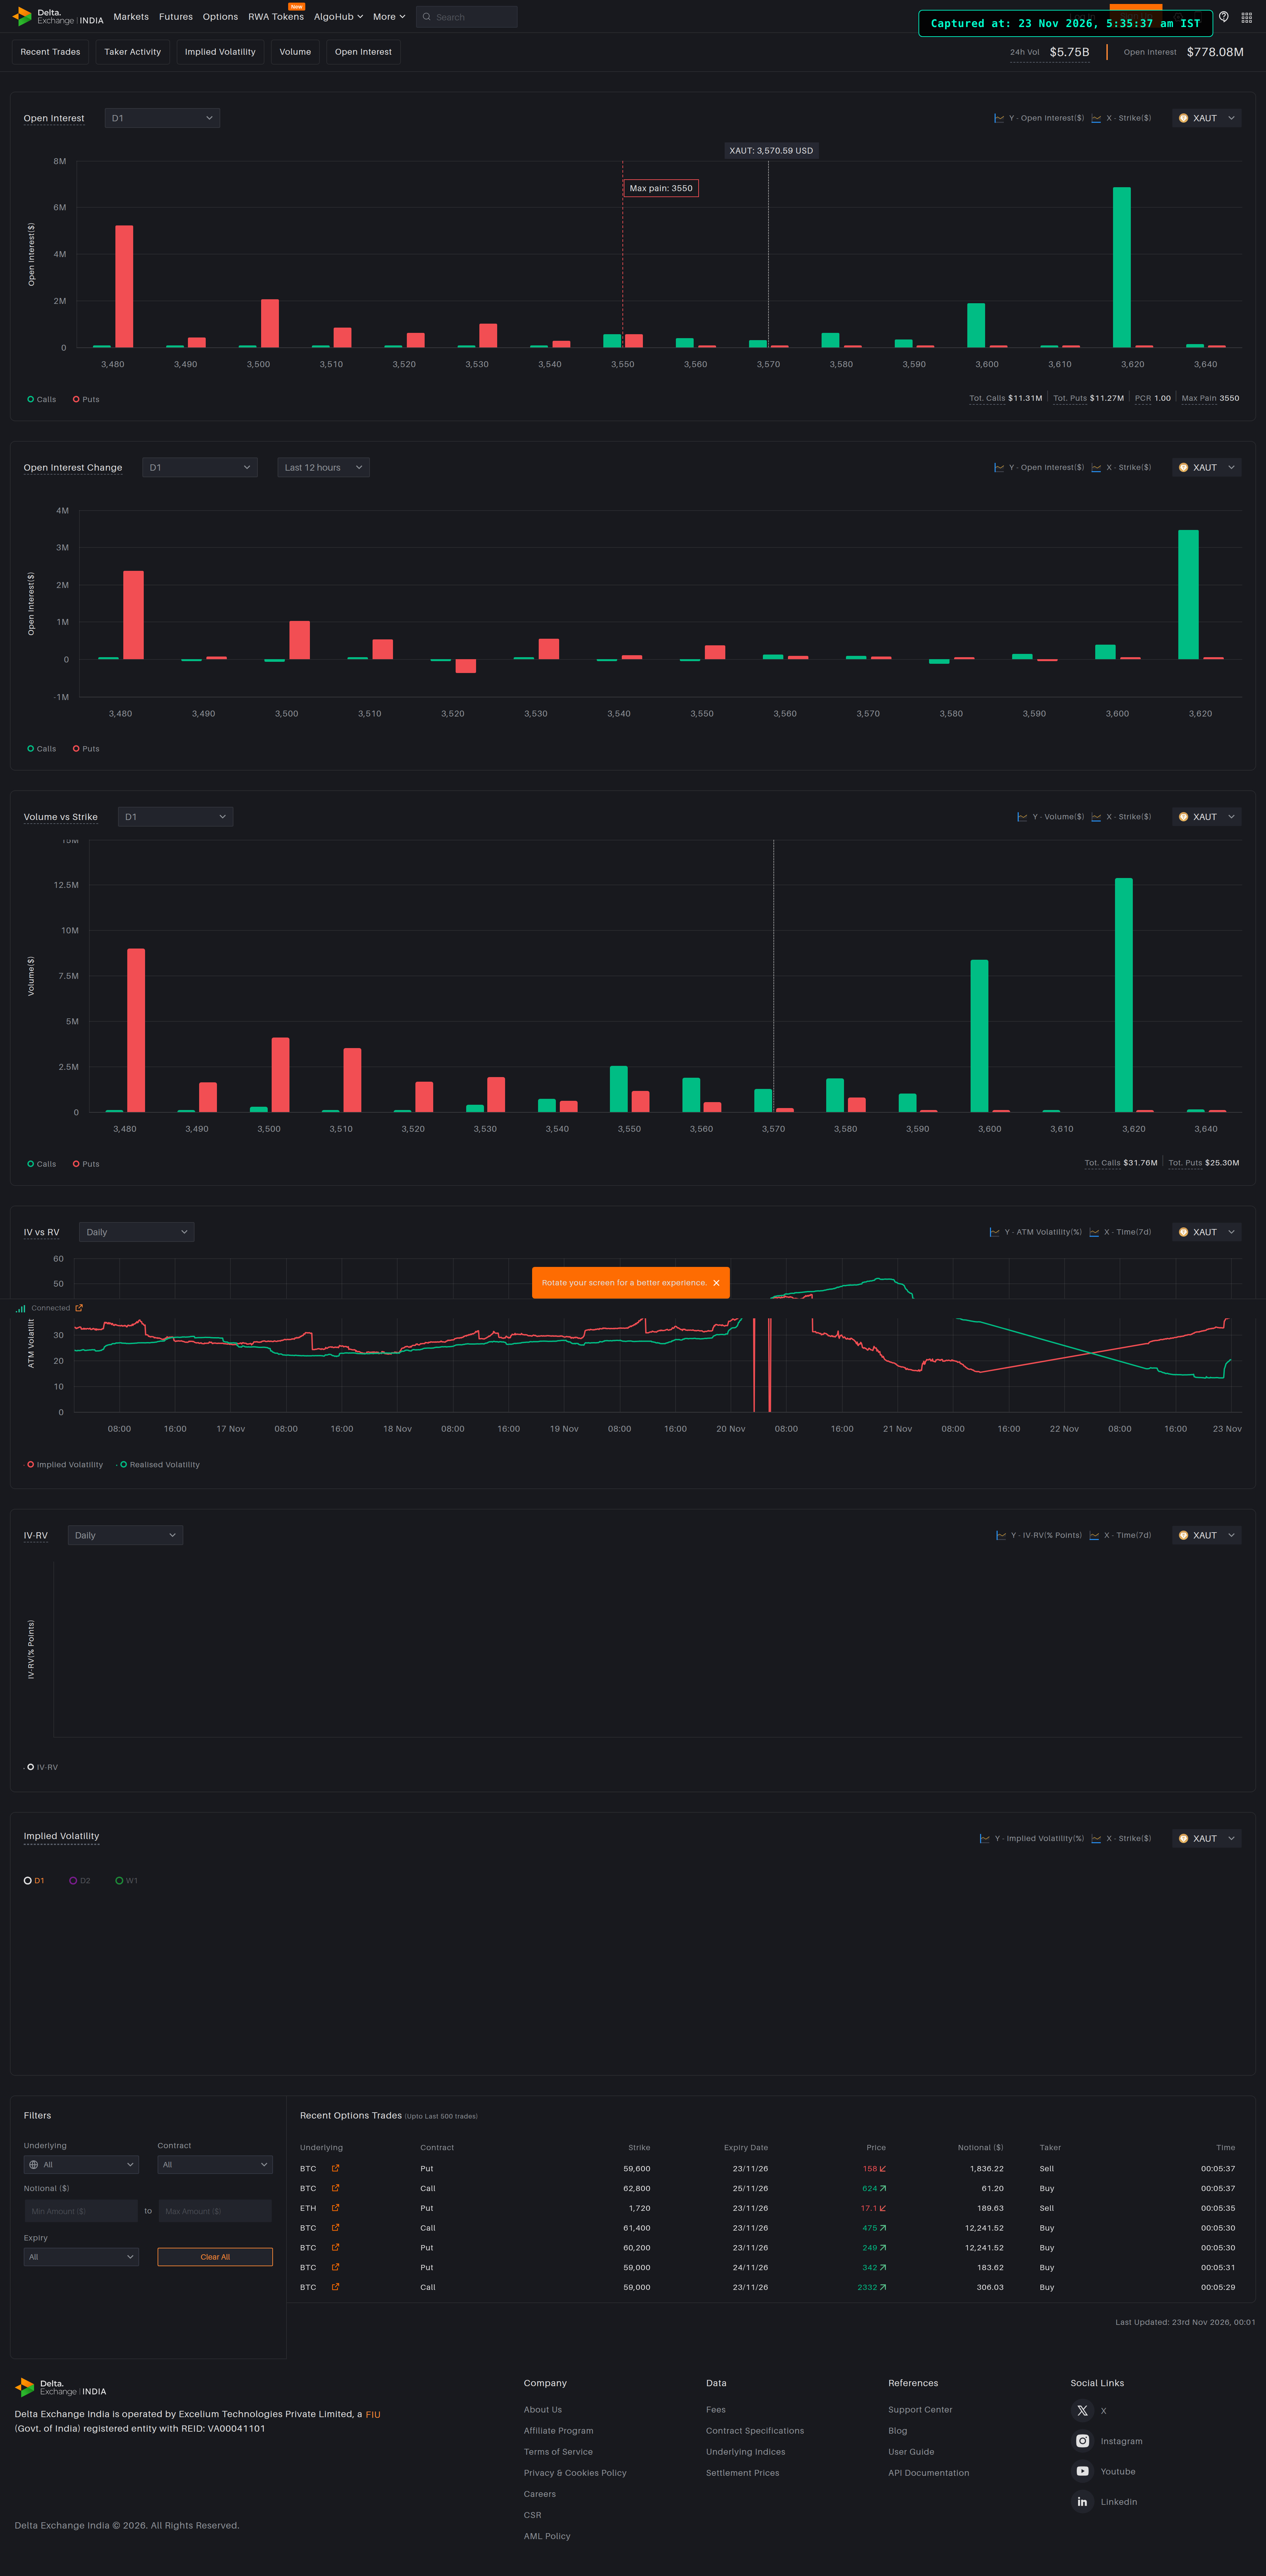 Delta. Exchange | INDIA Markets Futures Options RWA Tokens New AlgoHub More Search
Captured at: 23 Nov 2026, 5:35:37 am IST
Recent Trades Taker Activity Implied Volatility Volume Open Interest 24h Vol $5.75B Open Interest $778.08M
Open Interest D1 Y - Open Interest($) X - Strike($) XAUT
XAUT: 3,570.59 USD
Max pain: 3550
Open Interest($)
8M
6M
4M
2M
0
3,480 3,490 3,500 3,510 3,520 3,530 3,540 3,550 3,560 3,570 3,580 3,590 3,600 3,610 3,620 3,640
Calls Puts Tot. Calls $11.31M Tot. Puts $11.27M PCR 1.00 Max Pain 3550
Open Interest Change D1 Last 12 hours Y - Open Interest($) X - Strike($) XAUT
Open Interest($)
4M
3M
2M
1M
0
-1M
3,480 3,490 3,500 3,510 3,520 3,530 3,540 3,550 3,560 3,570 3,580 3,590 3,600 3,620
Calls Puts
Volume vs Strike D1 Y - Volume($) X - Strike($) XAUT
Volume($)
15M
12.5M
10M
7.5M
5M
2.5M
0
3,480 3,490 3,500 3,510 3,520 3,530 3,540 3,550 3,560 3,570 3,580 3,590 3,600 3,610 3,620 3,640
Calls Puts Tot. Calls $31.76M Tot. Puts $25.30M
IV vs RV Daily Y - ATM Volatility(%) X - Time(7d) XAUT
60
50
Rotate your screen for a better experience.
Connected
ATM Volatilit
30
20
10
0
08:00 16:00 17 Nov 08:00 16:00 18 Nov 08:00 16:00 19 Nov 08:00 16:00 20 Nov 08:00 16:00 21 Nov 08:00 16:00 22 Nov 08:00 16:00 23 Nov
Implied Volatility Realised Volatility
IV-RV Daily Y - IV-RV(% Points) X - Time(7d) XAUT
IV-RV(% Points)
IV-RV
Implied Volatility Y - Implied Volatility(%) X - Strike($) XAUT
D1 D2 W1
Filters
Underlying Contract
All All
Notional ($)
Min Amount ($) to Max Amount ($)
Expiry
All Clear All
Recent Options Trades (Upto Last 500 trades)
Underlying Contract Strike Expiry Date Price Notional ($) Taker Time
BTC Put 59,600 23/11/26 158 1,836.22 Sell 00:05:37
BTC Call 62,800 25/11/26 624 61.20 Buy 00:05:37
ETH Put 1,720 23/11/26 17.1 189.63 Sell 00:05:35
BTC Call 61,400 23/11/26 475 12,241.52 Buy 00:05:30
BTC Put 60,200 23/11/26 249 12,241.52 Buy 00:05:30
BTC Put 59,000 24/11/26 342 183.62 Buy 00:05:31
BTC Call 59,000 23/11/26 2332 306.03 Buy 00:05:29
Last Updated: 23rd Nov 2026, 00:01
Delta. Exchange | INDIA
Delta Exchange India is operated by Excelium Technologies Private Limited, a FIU
(Govt. of India) registered entity with REID: VA00041101
Delta Exchange India © 2026. All Rights Reserved.
Company
About Us
Affiliate Program
Terms of Service
Privacy & Cookies Policy
Careers
CSR
AML Policy
Data
Fees
Contract Specifications
Underlying Indices
Settlement Prices
References
Support Center
Blog
User Guide
API Documentation
Social Links
X
Instagram
Youtube
Linkedin